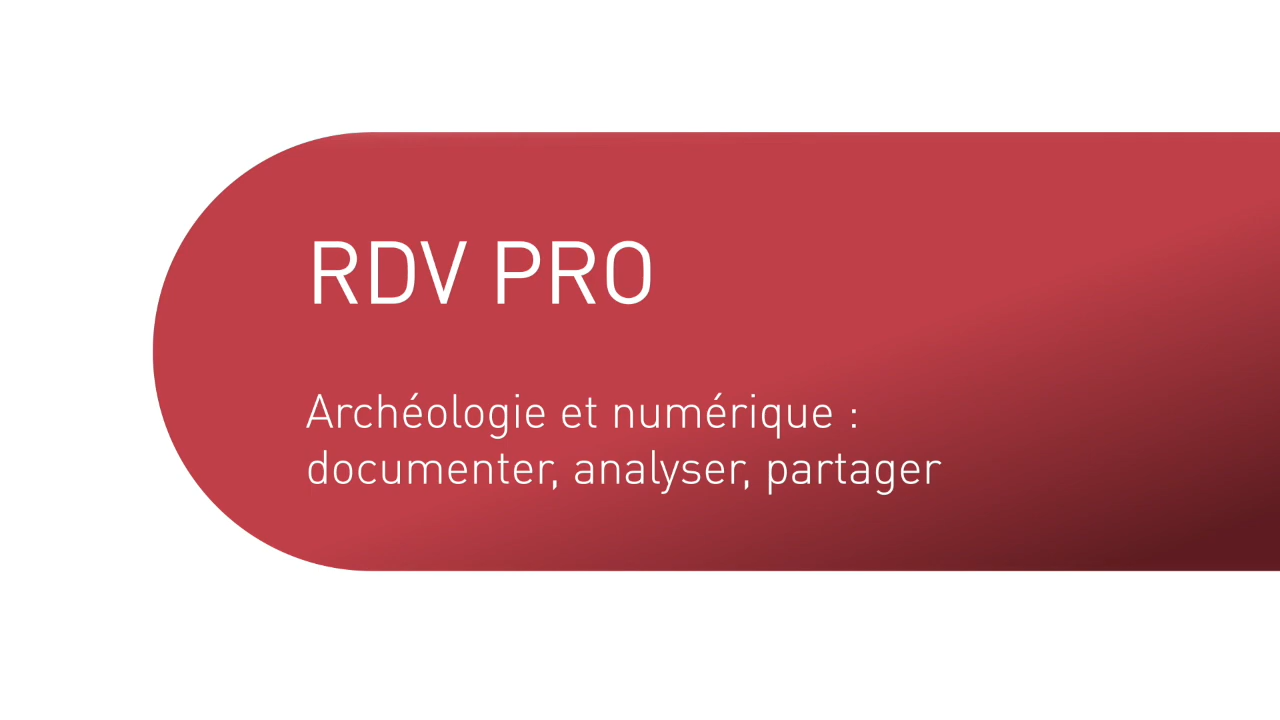 RDV PRO
Archéologie et numérique :
documenter, analyser, partager